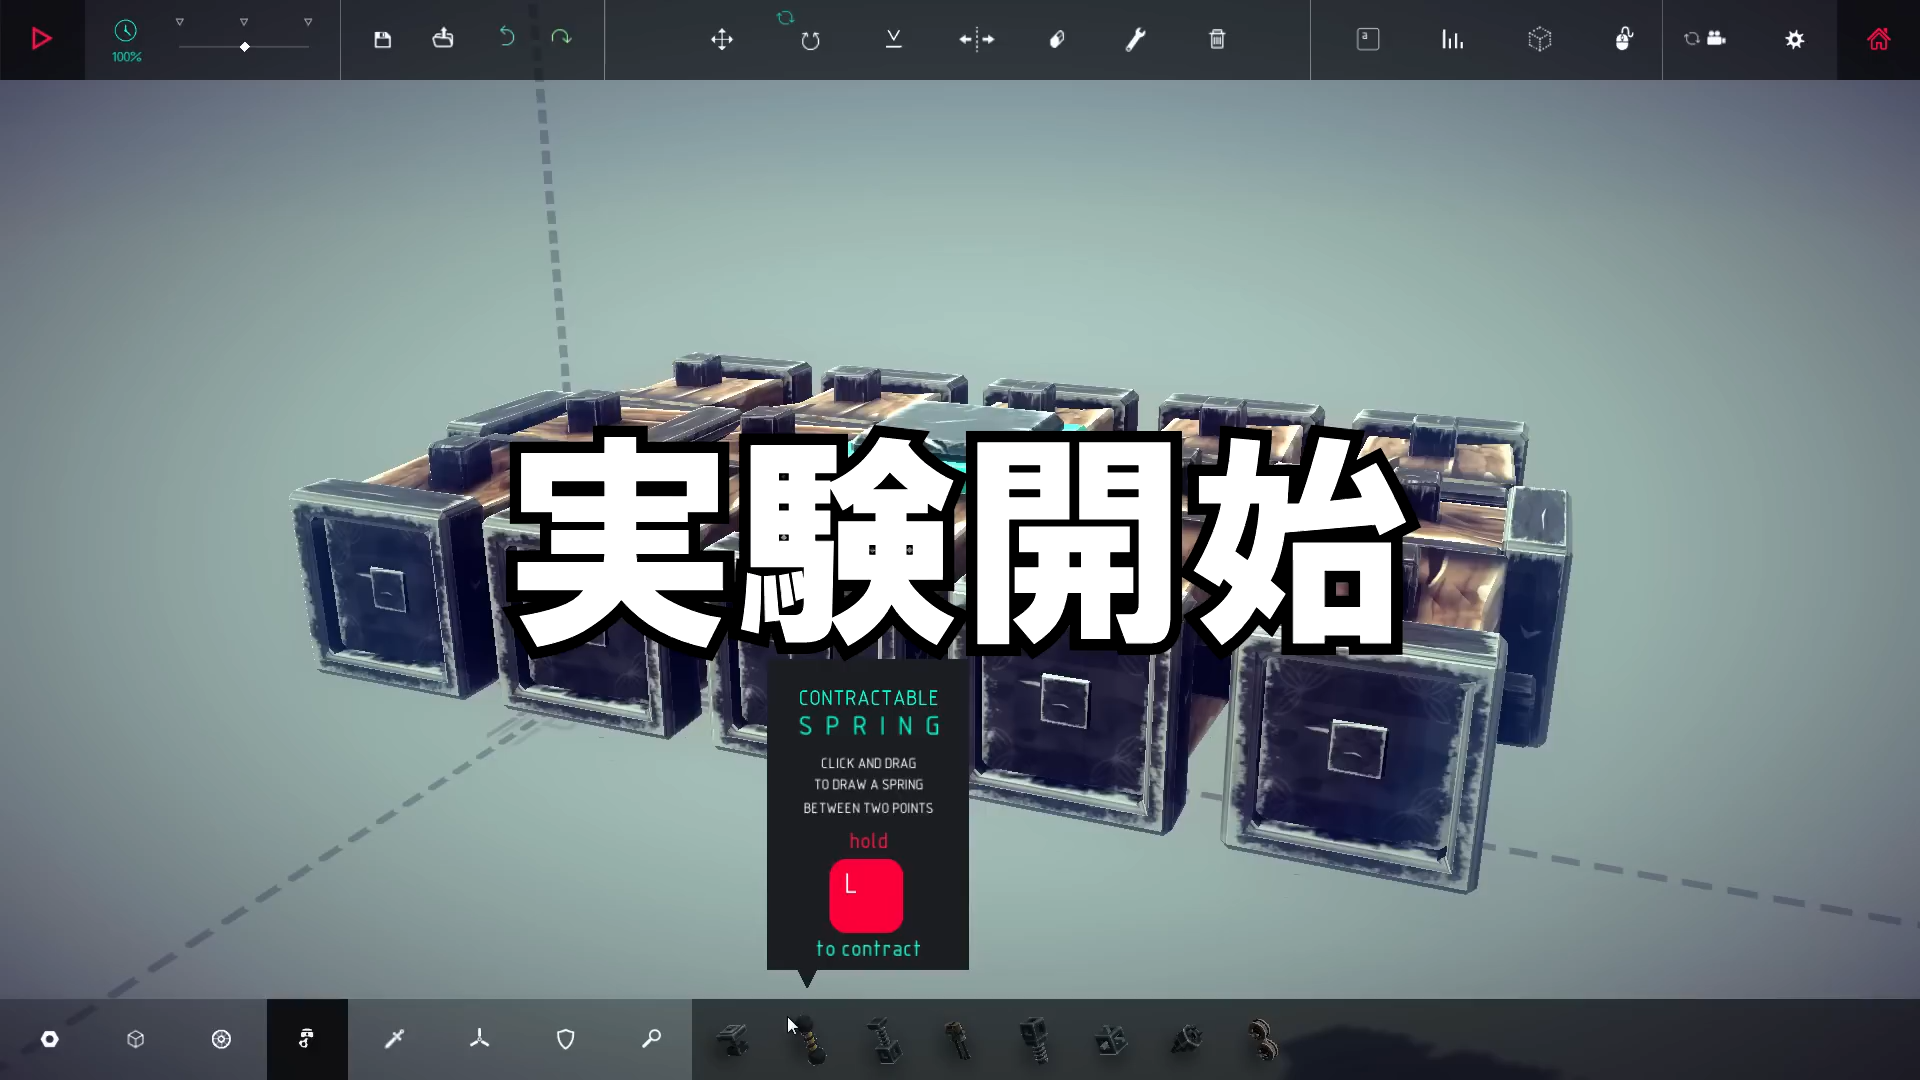 100%
a
実験開始
CONTRACTABLE
SPRING
CLICK AND DRAG
TO DRAW A SPRING
BETWEEN TWO POINTS
hold
L
to contract